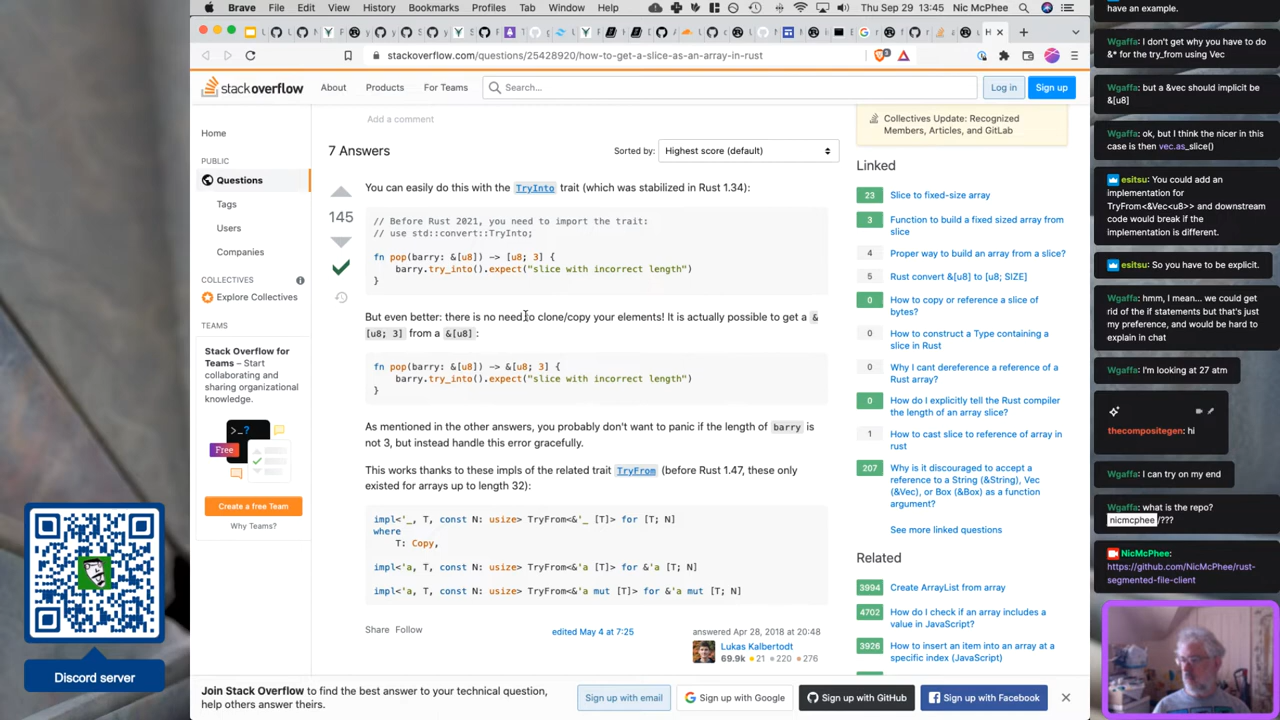 Brave File Edit View History Bookmarks Profiles Tab Window Help
Thu Sep 29 13:45 Nic McPhee
stackoverflow.com/questions/25428920/how-to-get-a-slice-as-an-array-in-rust
stackoverflow
About Products For Teams
Search...
Log in
Sign up
Home
PUBLIC
Questions
Tags
Users
Companies
COLLECTIVES
Explore Collectives
TEAMS
Stack Overflow for
Teams – Start
collaborating and
sharing organizational
knowledge.
Free
Create a free Team
Why Teams?
Add a comment
7 Answers
Sorted by:
Highest score (default)
145
You can easily do this with the TryInto trait (which was stabilized in Rust 1.34):
// Before Rust 2021, you need to import the trait:
// use std::convert::TryInto;
fn pop(barry: &[u8]) -> [u8; 3] {
barry.try_into().expect("slice with incorrect length")
}
But even better: there is no need to clone/copy your elements! It is actually possible to get a &
[u8; 3] from a &[u8] :
fn pop(barry: &[u8]) -> &[u8; 3] {
barry.try_into().expect("slice with incorrect length")
}
As mentioned in the other answers, you probably don't want to panic if the length of barry is
not 3, but instead handle this error gracefully.
This works thanks to these impls of the related trait TryFrom (before Rust 1.47, these only
existed for arrays up to length 32):
impl<'_, T, const N: usize> TryFrom<&'_ [T]> for [T; N]
where
T: Copy,
impl<'a, T, const N: usize> TryFrom<&'a [T]> for &'a [T; N]
impl<'a, T, const N: usize> TryFrom<&'a mut [T]> for &'a mut [T; N]
Share Follow
edited May 4 at 7:25
answered Apr 28, 2018 at 20:48
Lukas Kalbertodt
69.9k 21 220 276
Collectives Update: Recognized
Members, Articles, and GitLab
Linked
23 Slice to fixed-size array
3 Function to build a fixed sized array from
slice
4 Proper way to build an array from a slice?
5 Rust convert &[u8] to [u8; SIZE]
0 How to copy or reference a slice of
bytes?
0 How to construct a Type containing a
slice in Rust
0 Why I cant dereference a reference of a
Rust array?
0 How do I explicitly tell the Rust compiler
the length of an array slice?
1 How to cast slice to reference of array in
rust
207 Why is it discouraged to accept a
reference to a String (&String), Vec
(&Vec), or Box (&Box) as a function
argument?
See more linked questions
Related
3994 Create ArrayList from array
4702 How do I check if an array includes a
value in JavaScript?
3926 How to insert an item into an array at a
specific index (JavaScript)
Join Stack Overflow to find the best answer to your technical question,
help others answer theirs.
Sign up with email
Sign up with Google
Sign up with GitHub
Sign up with Facebook
Discord server
have an example.
Wgaffa: I don't get why you have to do
&* for the try_from using Vec
Wgaffa: but a &vec should implicit be
&[u8]
Wgaffa: ok, but I think the nicer in this
case is then vec.as_slice()
esitsu: You could add an
implementation for
TryFrom<&Vec<u8>> and downstream
code would break if the
implementation is different.
esitsu: So you have to be explicit.
Wgaffa: hmm, I mean... we could get
rid of the if statements but that's just
my preference, and would be hard to
explain in chat
Wgaffa: I'm looking at 27 atm
thecompositegen: hi
Wgaffa: I can try on my end
Wgaffa: what is the repo?
nicmcphee/???
NicMcPhee:
https://github.com/NicMcPhee/rust-
segmented-file-client